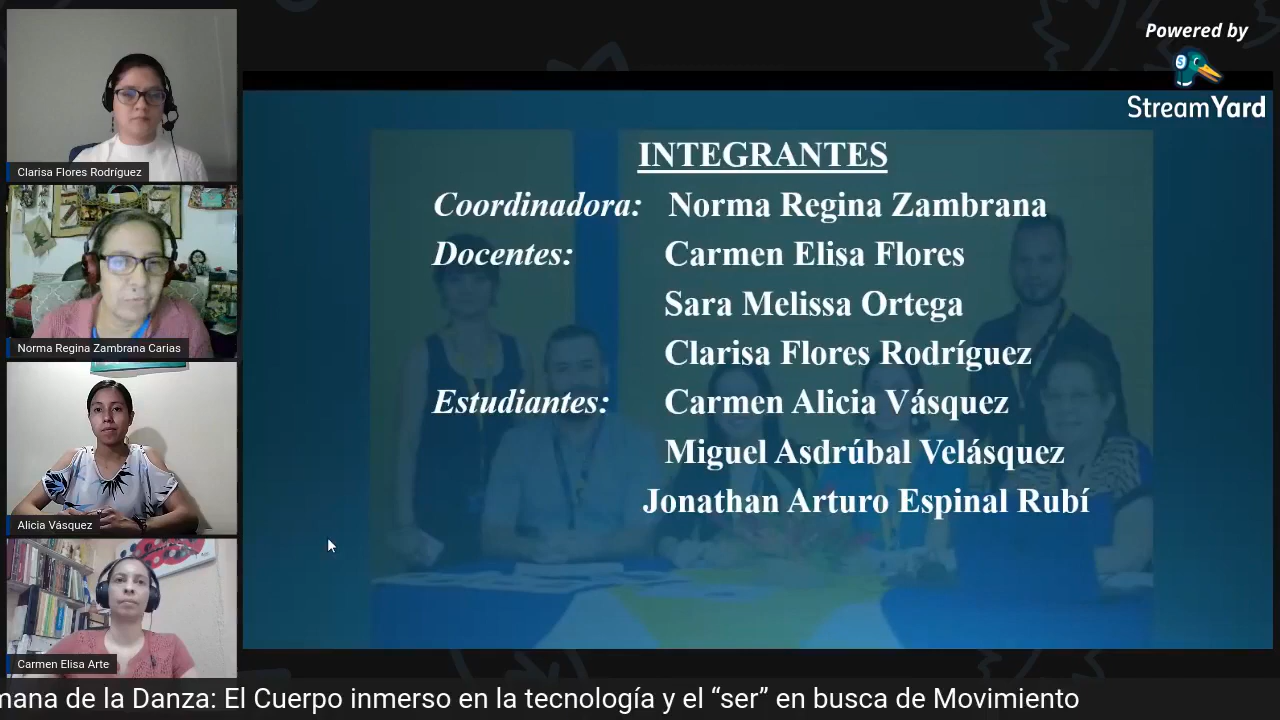 Powered by
StreamYard
Clarisa Flores Rodríguez
Norma Regina Zambrana Carias
Alicia Vásquez
Carmen Elisa Arte
INTEGRANTES
Coordinadora: Norma Regina Zambrana
Docentes: Carmen Elisa Flores
Sara Melissa Ortega
Clarisa Flores Rodríguez
Estudiantes: Carmen Alicia Vásquez
Miguel Asdrúbal Velásquez
Jonathan Arturo Espinal Rubí
mana de la Danza: El Cuerpo inmerso en la tecnología y el “ser” en busca de Movimiento